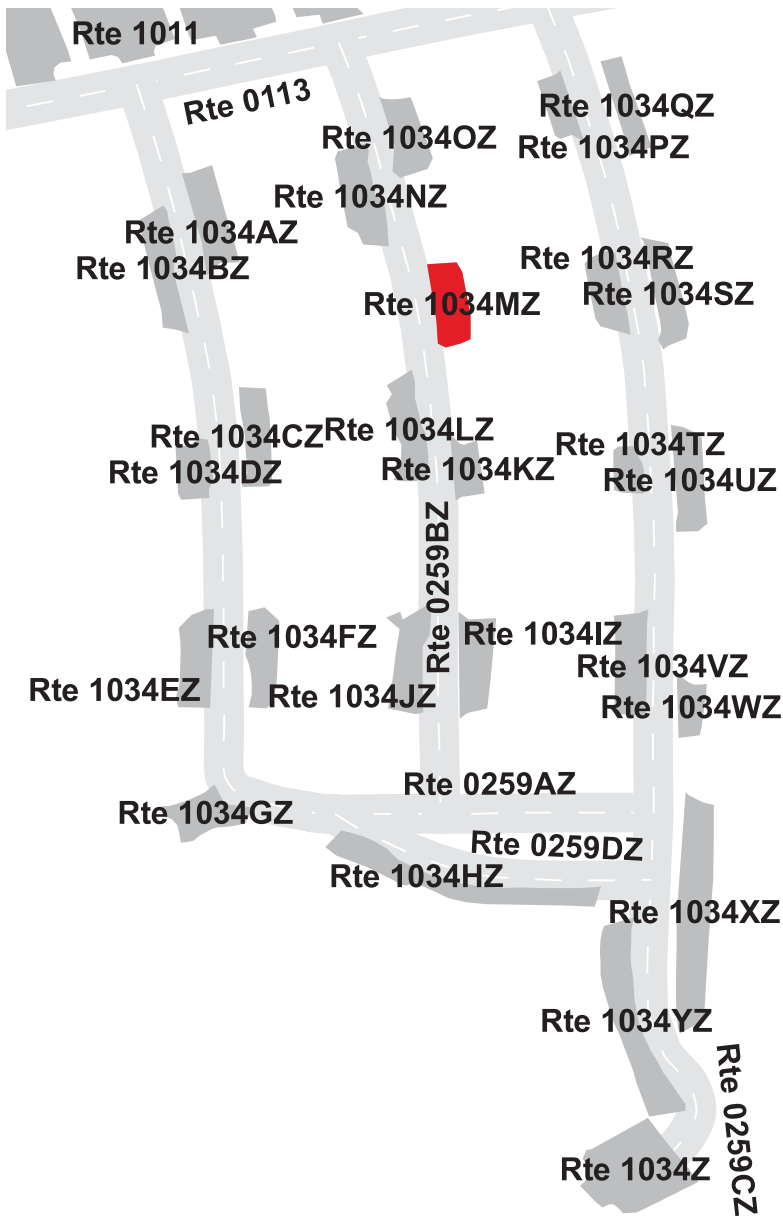 Rte 1011
Rte 0113
Rte 1034QZ
Rte 1034OZ
Rte 1034PZ
Rte 1034NZ
Rte 1034AZ
Rte 1034BZ
Rte 1034RZ
Rte 1034SZ
Rte 1034MZ
Rte 1034CZ
Rte 1034LZ
Rte 1034DZ
Rte 1034KZ
Rte 1034TZ
Rte 1034UZ
Rte 0259BZ
Rte 1034FZ
Rte 1034IZ
Rte 1034EZ
Rte 1034JZ
Rte 1034VZ
Rte 1034WZ
Rte 0259AZ
Rte 1034GZ
Rte 0259DZ
Rte 1034HZ
Rte 1034XZ
Rte 1034YZ
Rte 0259CZ
Rte 1034Z